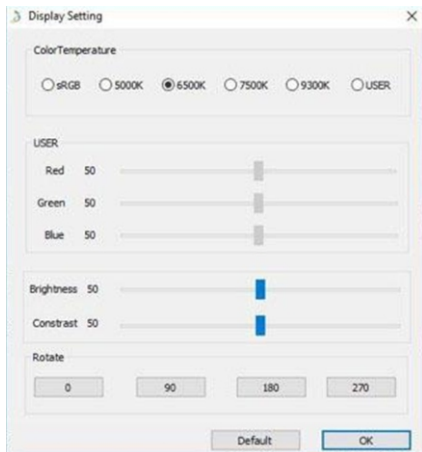 Display Setting
ColorTemperature
sRGB 5000K 6500K 7500K 9300K USER
USER
Red 50
Green 50
Blue 50
Brightness 50
Constrast 50
Rotate
0 90 180 270
Default OK